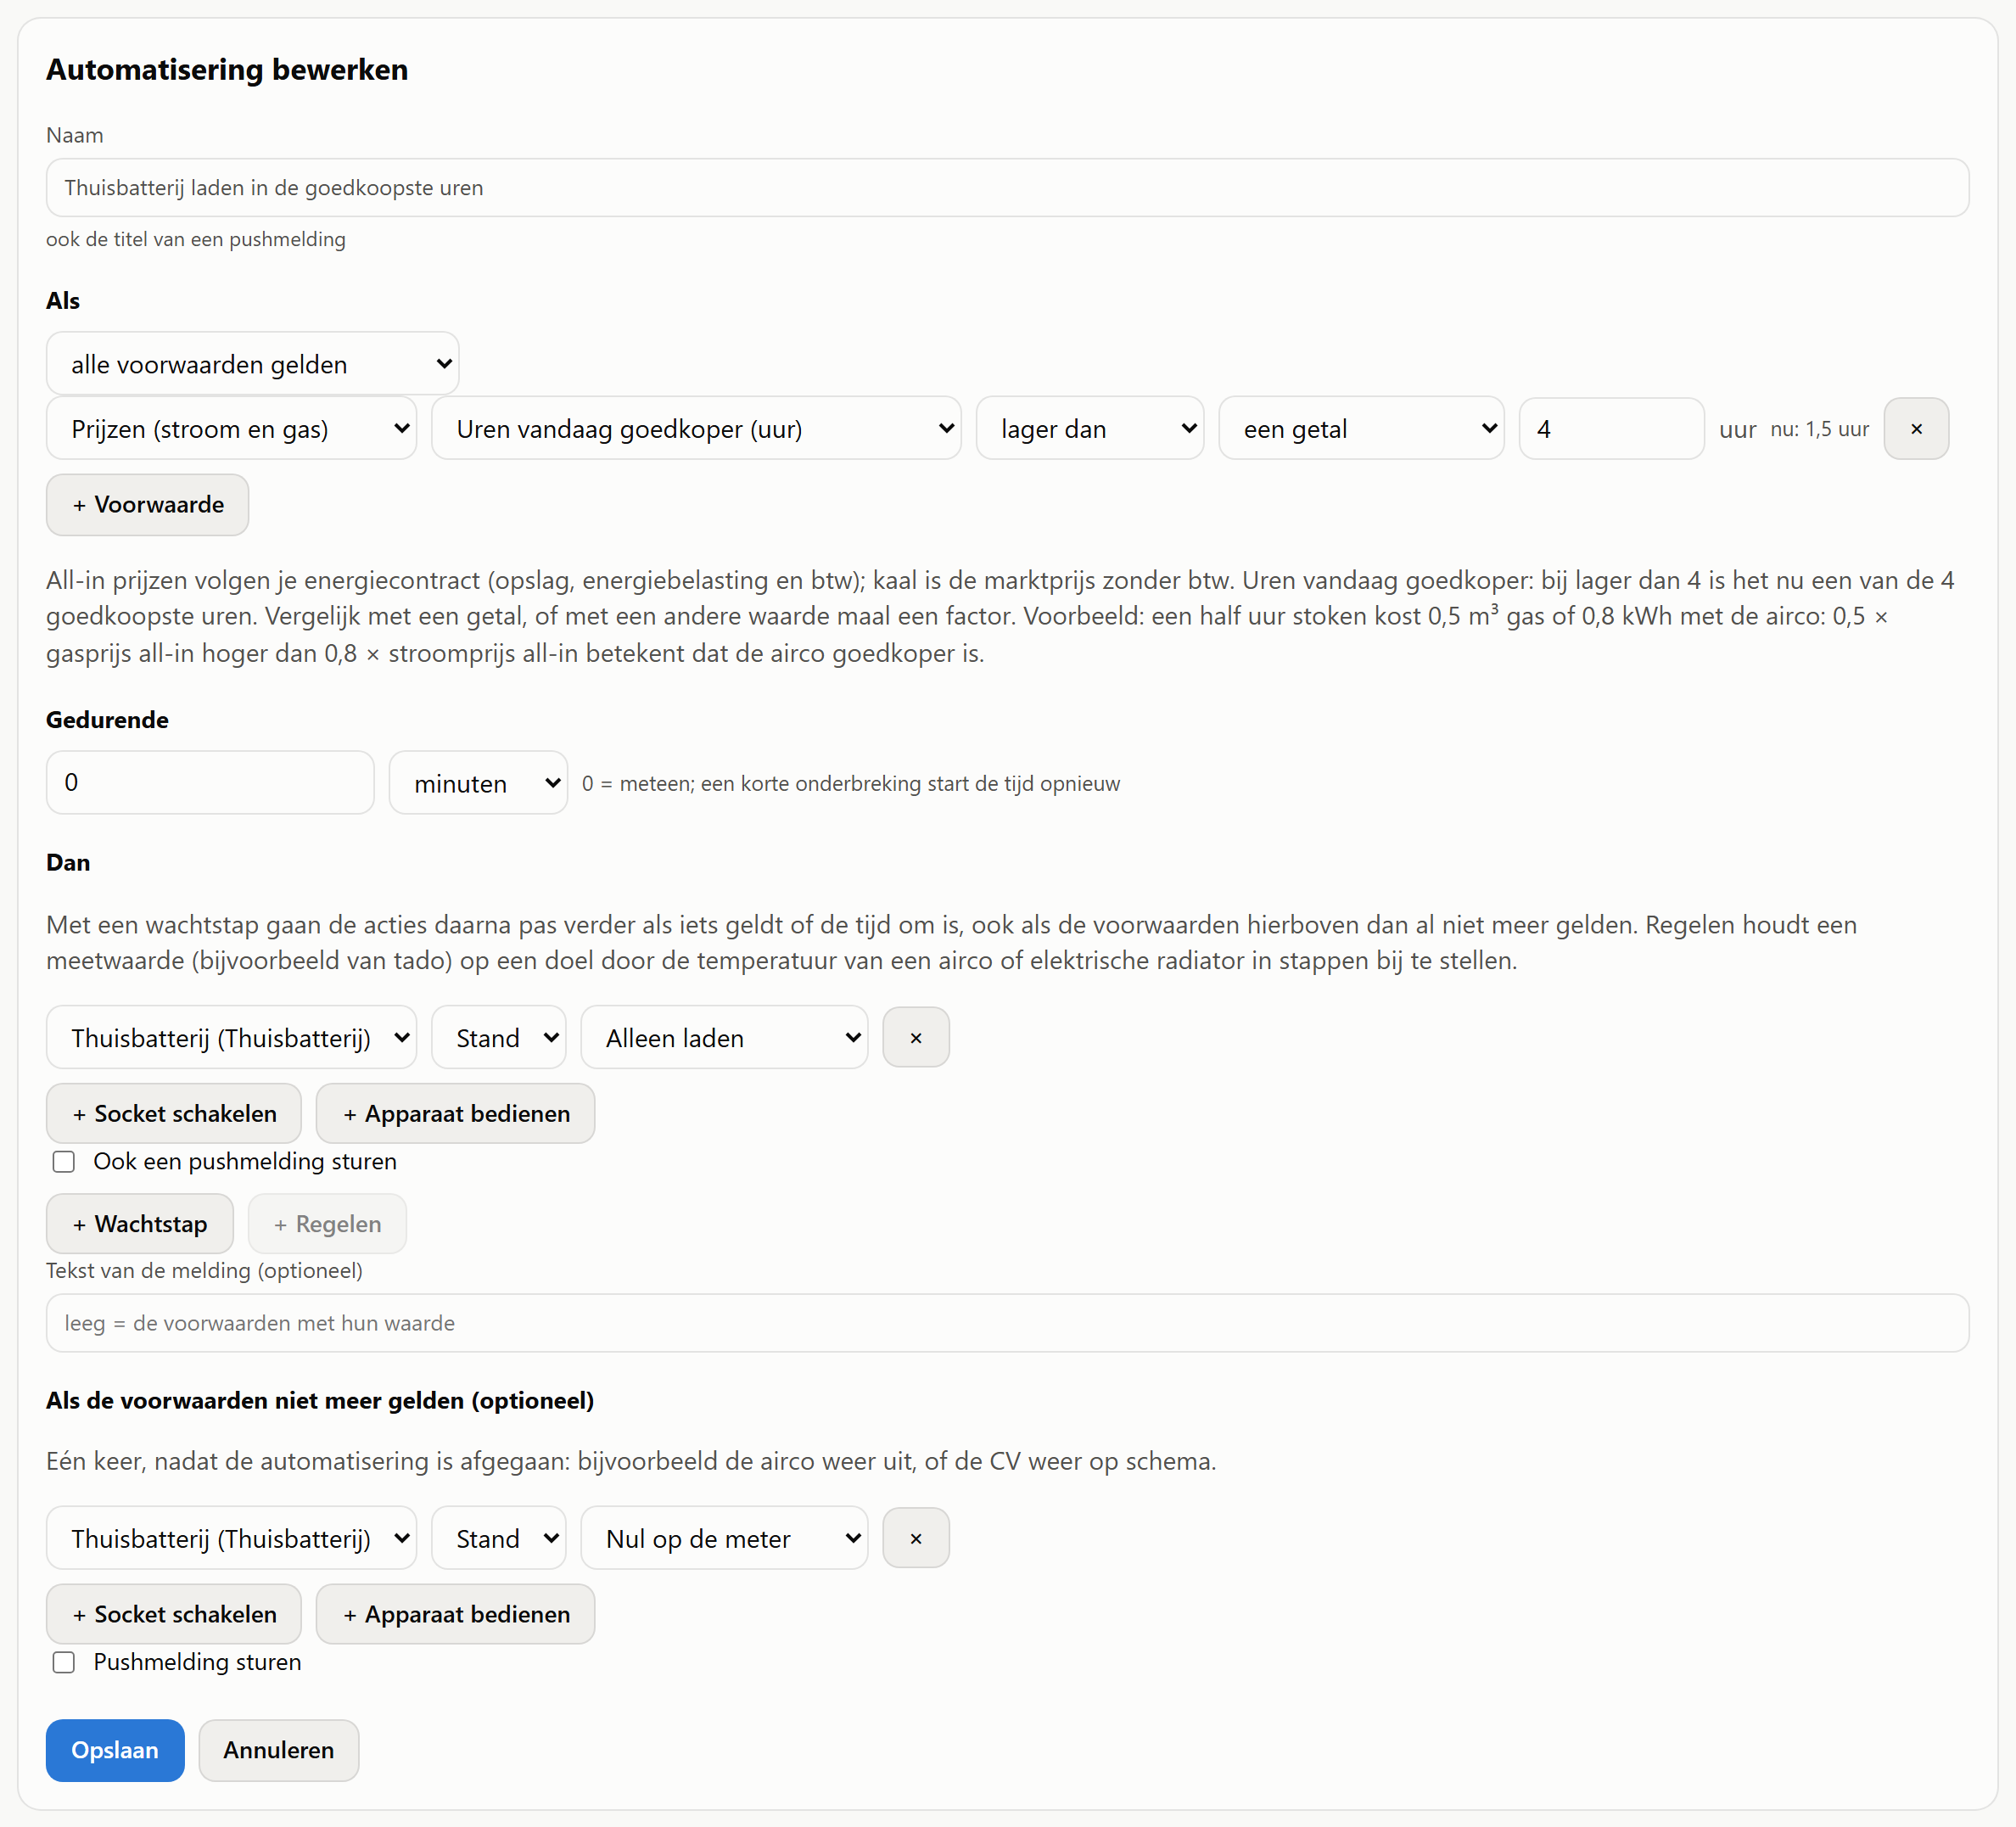 Automatisering bewerken
Naam
Thuisbatterij laden in de goedkoopste uren
ook de titel van een pushmelding
Als
alle voorwaarden gelden
Prijzen (stroom en gas) Uren vandaag goedkoper (uur) lager dan een getal 4 uur nu: 1,5 uur ×
+ Voorwaarde
All-in prijzen volgen je energiecontract (opslag, energiebelasting en btw); kaal is de marktprijs zonder btw. Uren vandaag goedkoper: bij lager dan 4 is het nu een van de 4
goedkoopste uren. Vergelijk met een getal, of met een andere waarde maal een factor. Voorbeeld: een half uur stoken kost 0,5 m³ gas of 0,8 kWh met de airco: 0,5 ×
gasprijs all-in hoger dan 0,8 × stroomprijs all-in betekent dat de airco goedkoper is.
Gedurende
0 minuten 0 = meteen; een korte onderbreking start de tijd opnieuw
Dan
Met een wachtstap gaan de acties daarna pas verder als iets geldt of de tijd om is, ook als de voorwaarden hierboven dan al niet meer gelden. Regelen houdt een
meetwaarde (bijvoorbeeld van tado) op een doel door de temperatuur van een airco of elektrische radiator in stappen bij te stellen.
Thuisbatterij (Thuisbatterij) Stand Alleen laden ×
+ Socket schakelen + Apparaat bedienen
Ook een pushmelding sturen
+ Wachtstap + Regelen
Tekst van de melding (optioneel)
leeg = de voorwaarden met hun waarde
Als de voorwaarden niet meer gelden (optioneel)
Eén keer, nadat de automatisering is afgegaan: bijvoorbeeld de airco weer uit, of de CV weer op schema.
Thuisbatterij (Thuisbatterij) Stand Nul op de meter ×
+ Socket schakelen + Apparaat bedienen
Pushmelding sturen
Opslaan Annuleren